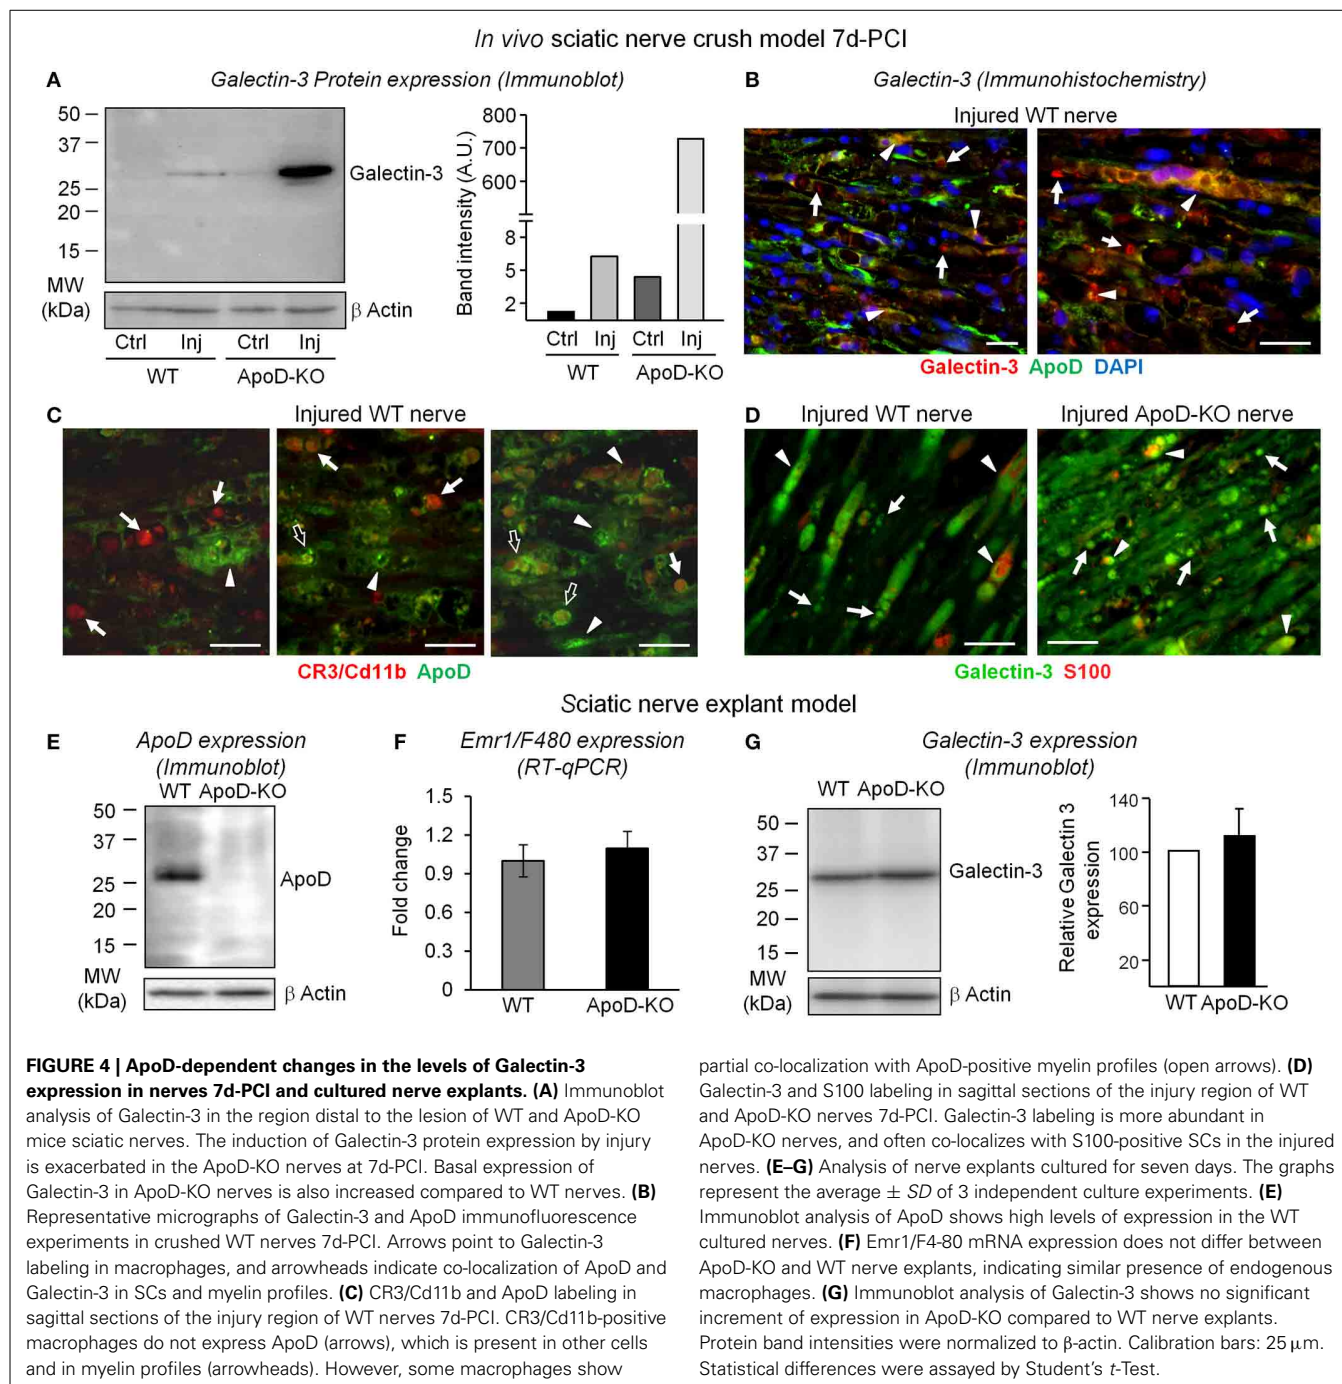 In vivo sciatic nerve crush model 7d-PCI
A
Galectin-3 Protein expression (Immunoblot)
50
37
25
20
15
MW
(kDa)
Galectin-3
β Actin
Ctrl Inj Ctrl Inj
WT ApoD-KO
Band intensity (A.U.)
800
700
600
8
5
2
Ctrl Inj Ctrl Inj
WT ApoD-KO
B
Galectin-3 (Immunohistochemistry)
Injured WT nerve
Galectin-3 ApoD DAPI
C
Injured WT nerve
CR3/Cd11b ApoD
D
Injured WT nerve Injured ApoD-KO nerve
Galectin-3 S100
Sciatic nerve explant model
E
ApoD expression
(Immunoblot)
WT ApoD-KO
50
37
25
20
15
MW
(kDa)
ApoD
β Actin
F
Emr1/F480 expression
(RT-qPCR)
Fold change
1.5
1.2
0.9
0.6
0.3
0
WT ApoD-KO
G
Galectin-3 expression
(Immunoblot)
WT ApoD-KO
50
37
25
20
15
MW
(kDa)
Galectin-3
β Actin
Relative Galectin 3
expression
140
100
60
20
WT ApoD-KO
FIGURE 4 | ApoD-dependent changes in the levels of Galectin-3
expression in nerves 7d-PCI and cultured nerve explants. (A) Immunoblot
analysis of Galectin-3 in the region distal to the lesion of WT and ApoD-KO
mice sciatic nerves. The induction of Galectin-3 protein expression by injury
is exacerbated in the ApoD-KO nerves at 7d-PCI. Basal expression of
Galectin-3 in ApoD-KO nerves is also increased compared to WT nerves. (B)
Representative micrographs of Galectin-3 and ApoD immunofluorescence
experiments in crushed WT nerves 7d-PCI. Arrows point to Galectin-3
labeling in macrophages, and arrowheads indicate co-localization of ApoD and
Galectin-3 in SCs and myelin profiles. (C) CR3/Cd11b and ApoD labeling in
sagittal sections of the injury region of WT nerves 7d-PCI. CR3/Cd11b-positive
macrophages do not express ApoD (arrows), which is present in other cells
and in myelin profiles (arrowheads). However, some macrophages show
partial co-localization with ApoD-positive myelin profiles (open arrows). (D)
Galectin-3 and S100 labeling in sagittal sections of the injury region of WT
and ApoD-KO nerves 7d-PCI. Galectin-3 labeling is more abundant in
ApoD-KO nerves, and often co-localizes with S100-positive SCs in the injured
nerves. (E–G) Analysis of nerve explants cultured for seven days. The graphs
represent the average ± SD of 3 independent culture experiments. (E)
Immunoblot analysis of ApoD shows high levels of expression in the WT
cultured nerves. (F) Emr1/F4-80 mRNA expression does not differ between
ApoD-KO and WT nerve explants, indicating similar presence of endogenous
macrophages. (G) Immunoblot analysis of Galectin-3 shows no significant
increment of expression in ApoD-KO compared to WT nerve explants.
Protein band intensities were normalized to β-actin. Calibration bars: 25 μm.
Statistical differences were assayed by Student's t-Test.